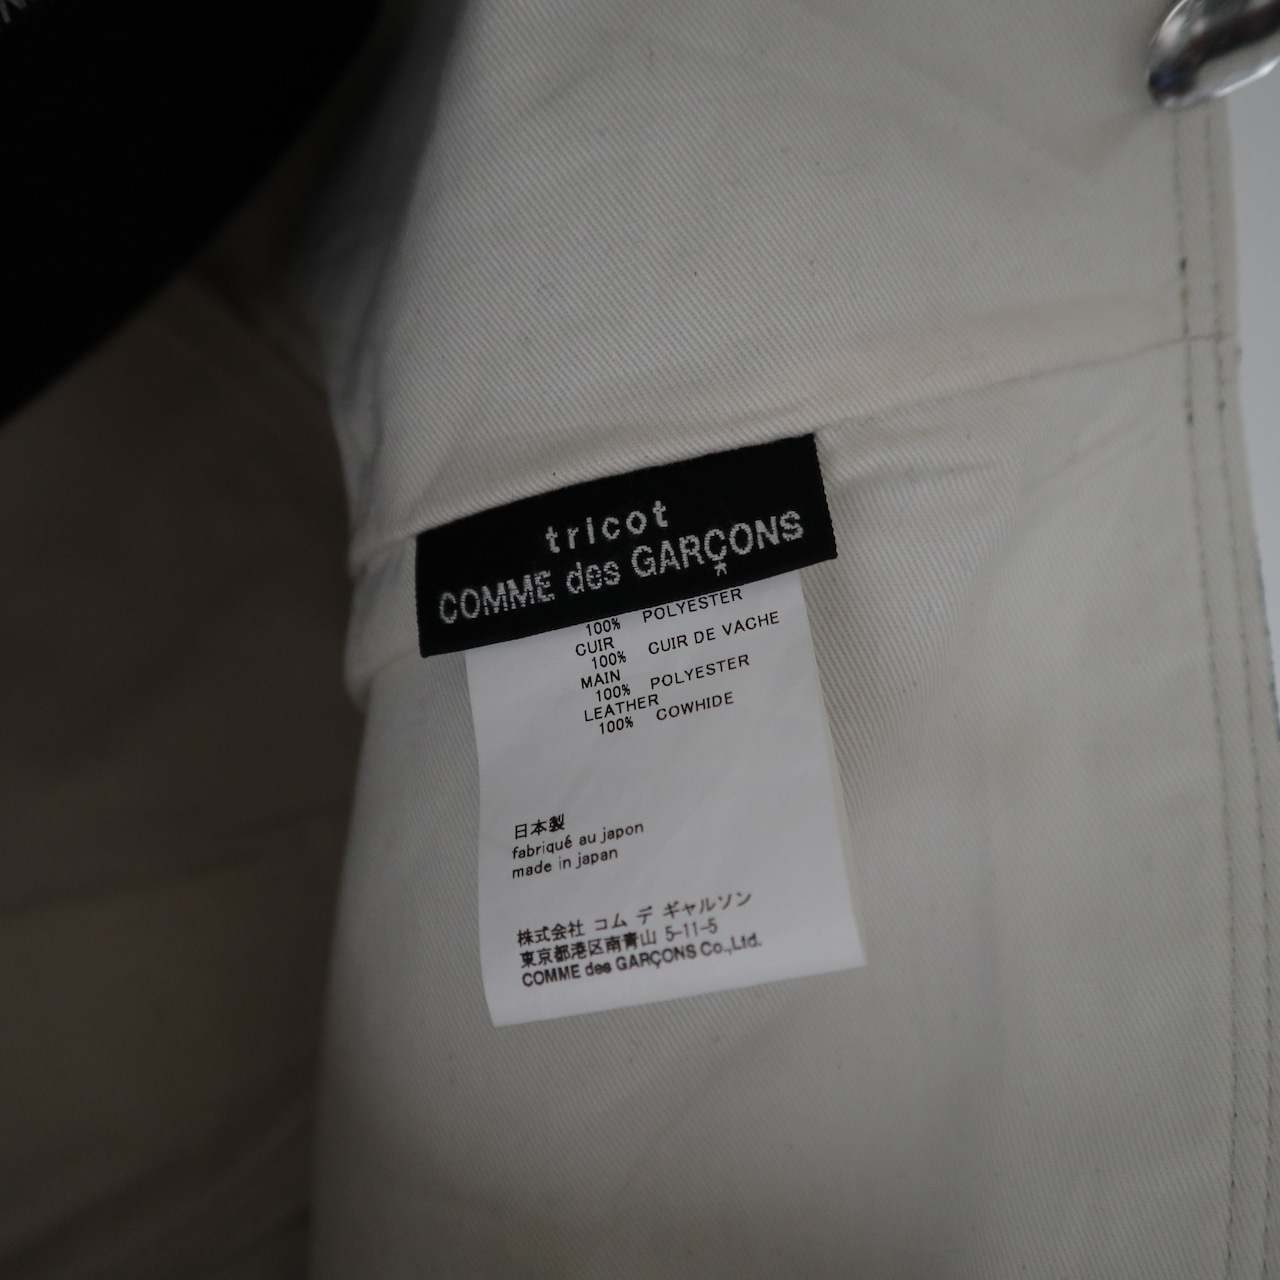 tricot
COMME des GARÇONS
100% POLYESTER
CUIR
100% CUIR DE VACHE
MAIN
100% POLYESTER
LEATHER
100% COWHIDE
日本製
fabriqué au japon
made in japan
株式会社 コム デ ギャルソン
東京都港区南青山 5-11-5
COMME des GARÇONS Co.,Ltd.